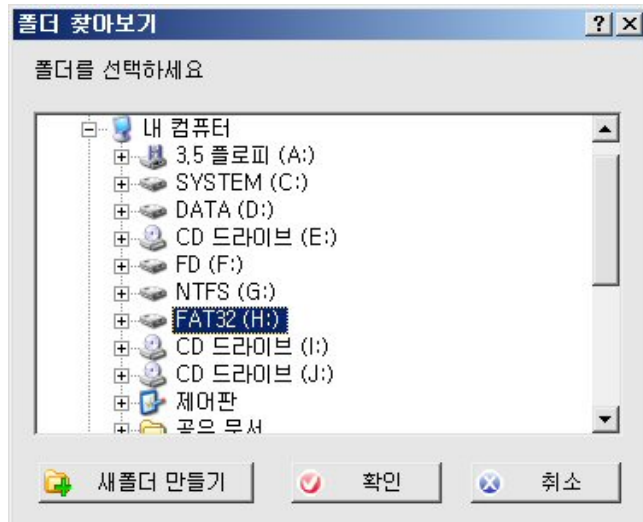 폴더 찾아보기
폴더를 선택하세요
내 컴퓨터
3.5 플로피 (A:)
SYSTEM (C:)
DATA (D:)
CD 드라이브 (E:)
FD (F:)
NTFS (G:)
FAT32 (H:)
CD 드라이브 (I:)
CD 드라이브 (J:)
제어판
문서
새폴더 만들기 확인 취소